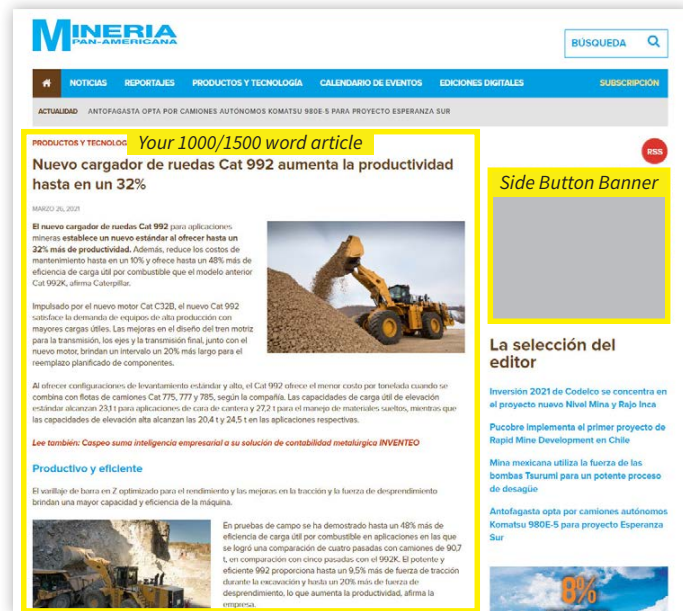 MINERIA
PAN-AMERICANA
BÚSQUEDA
NOTICIAS REPORTAJES PRODUCTOS Y TECNOLOGÍA CALENDARIO DE EVENTOS EDICIONES DIGITALES SUBSCRIPCIÓN
ACTUALIDAD ANTOFAGASTA OPTA POR CAMIONES AUTÓNOMOS KOMATSU 980E-5 PARA PROYECTO ESPERANZA SUR
PRODUCTOS Y TECNOLOG
Your 1000/1500 word article
Nuevo cargador de ruedas Cat 992 aumenta la productividad
hasta en un 32%
MARZO 26, 2021
El nuevo cargador de ruedas Cat 992 para aplicaciones
mineras establece un nuevo estándar al ofrecer hasta un
32% más de productividad. Además, reduce los costos de
mantenimiento hasta en un 10% y ofrece hasta un 48% más de
eficiencia de carga útil por combustible que el modelo anterior
Cat 992K, afirma Caterpillar.
Impulsado por el nuevo motor Cat C32B, el nuevo Cat 992
satisface la demanda de equipos de alta producción con
mayores cargas útiles. Las mejoras en el diseño del tren motriz
para la transmisión, los ejes y la transmisión final, junto con el
nuevo motor, brindan un intervalo un 20% más largo para el
reemplazo planificado de componentes.
Al ofrecer configuraciones de levantamiento estándar y alto, el Cat 992 ofrece el menor costo por tonelada cuando se
combina con flotas de camiones Cat 775, 777 y 785, según la compañía. Las capacidades de carga útil de elevación
estándar alcanzan 23,1 t para aplicaciones de cara de cantera y 27,2 t para el manejo de materiales sueltos, mientras que
las capacidades de elevación alta alcanzan las 20,4 t y 24,5 t en las aplicaciones respectivas.
Lee también: Caspeo suma inteligencia empresarial a su solución de contabilidad metalúrgica INVENTEO
Productivo y eficiente
El varillaje de barra en Z optimizado para el rendimiento y las mejoras en la tracción y la fuerza de desprendimiento
brindan una mayor capacidad y eficiencia de la máquina.
En pruebas de campo se ha demostrado hasta un 48% más de
eficiencia de carga útil por combustible en aplicaciones en las que
se logró una comparación de cuatro pasadas con camiones de 90,7
t, en comparación con cinco pasadas con el 992K. El potente y
eficiente 992 proporciona hasta un 9,5% más de fuerza de tracción
durante la excavación y hasta un 20% más de fuerza de
desprendimiento, lo que aumenta la productividad, afirma la
empresa.
RSS
Side Button Banner
La selección del
editor
Inversión 2021 de Codelco se concentra en
el proyecto nuevo Nivel Mina y Rajo Inca
Pucobre implementa el primer proyecto de
Rapid Mine Development en Chile
Mina mexicana utiliza la fuerza de las
bombas Tsurumi para un potente proceso
de desagüe
Antofagasta opta por camiones autónomos
Komatsu 980E-5 para proyecto Esperanza
Sur
8%